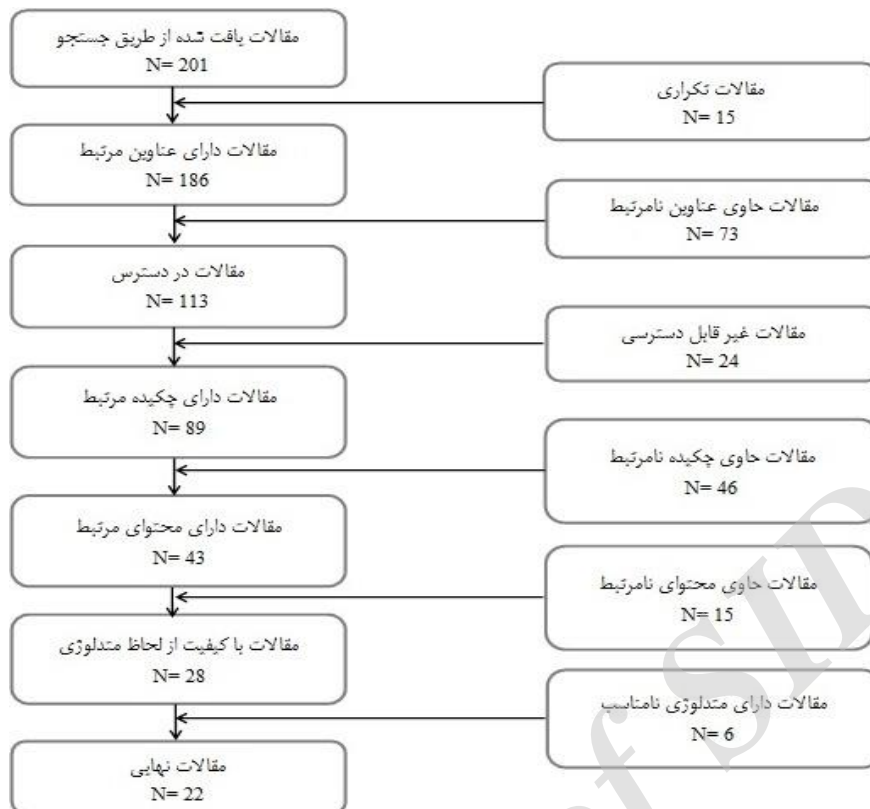 مقالات یافت شده از طریق جستجو
N= 201
مقالات تکراری
N= 15
مقالات دارای عناوین مرتبط
N= 186
مقالات حاوی عناوین نامرتبط
N= 73
مقالات در دسترس
N= 113
مقالات غیر قابل دسترسی
N= 24
مقالات دارای چکیده مرتبط
N= 89
مقالات حاوی چکیده نامرتبط
N= 46
مقالات دارای محتوای مرتبط
N= 43
مقالات حاوی محتوای نامرتبط
N= 15
مقالات با کیفیت از لحاظ متدلوژی
N= 28
مقالات دارای متدلوژی نامناسب
N= 6
مقالات نهایی
N= 22
of SID